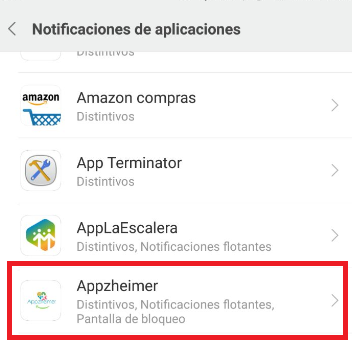 Notificaciones de aplicaciones
Distintivos
amazon
Amazon compras
Distintivos
App Terminator
Distintivos
AppLaEscalera
Distintivos, Notificaciones flotantes
Appzheimer
Appzheimer
Distintivos, Notificaciones flotantes,
Pantalla de bloqueo